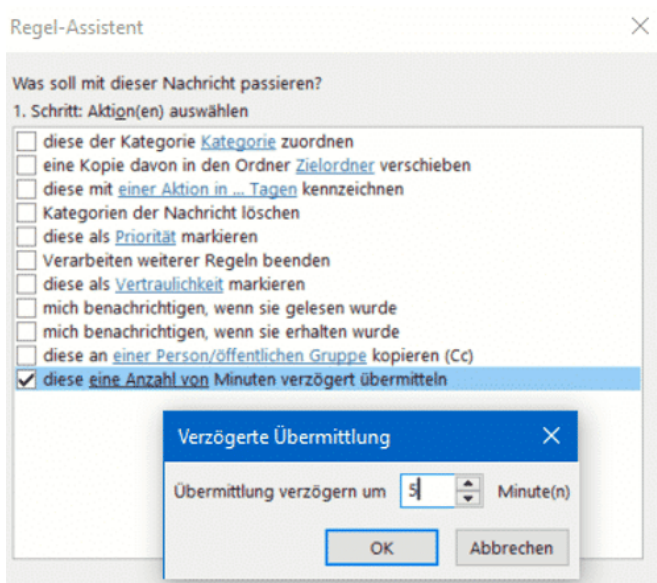 Regel-Assistent
Was soll mit dieser Nachricht passieren?
1. Schritt: Aktion(en) auswählen
diese der Kategorie Kategorie zuordnen
eine Kopie davon in den Ordner Zielordner verschieben
diese mit einer Aktion in ... Tagen kennzeichnen
Kategorien der Nachricht löschen
diese als Priorität markieren
Verarbeiten weiterer Regeln beenden
diese als Vertraulichkeit markieren
mich benachrichtigen, wenn sie gelesen wurde
mich benachrichtigen, wenn sie erhalten wurde
diese an einer Person/öffentlichen Gruppe kopieren (Cc)
diese eine Anzahl von Minuten verzögert übermitteln
Verzögerte Übermittlung
Übermittlung verzögern um 5 Minute(n)
OK Abbrechen